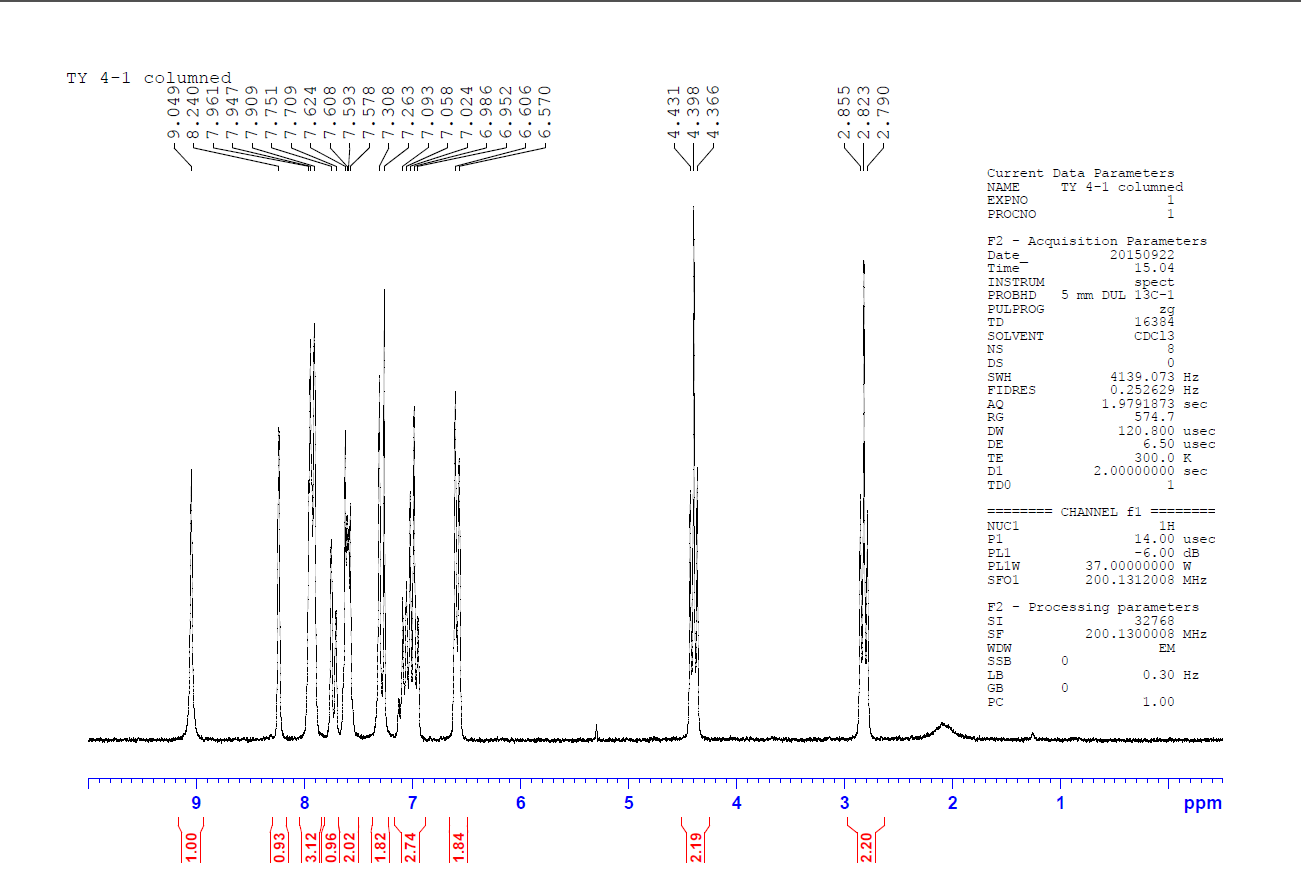 TY 4-1 columned
9.049
8.240
7.961
7.947
7.909
7.751
7.709
7.624
7.608
7.593
7.578
7.308
7.263
7.093
7.058
7.024
6.986
6.952
6.606
6.570
4.431
4.398
4.366
2.855
2.823
2.790
Current Data Parameters
NAME TY 4-1 columned
EXPNO 1
PROCNO 1
F2 - Acquisition Parameters
Date_ 20150922
Time 15.04
INSTRUM spect
PROBHD 5 mm DUL 13C-1
PULPROG zg
TD 16384
SOLVENT CDCl3
NS 8
DS 0
SWH 4139.073 Hz
FIDRES 0.252629 Hz
AQ 1.9791873 sec
RG 574.7
DW 120.800 usec
DE 6.50 usec
TE 300.0 K
D1 2.00000000 sec
TD0 1
======== CHANNEL f1 ========
NUC1 1H
P1 14.00 usec
PL1 -6.00 dB
PL1W 37.00000000 W
SFO1 200.1312008 MHz
F2 - Processing parameters
SI 32768
SF 200.1300008 MHz
WDW EM
SSB 0
LB 0.30 Hz
GB 0
PC 1.00
9 8 7 6 5 4 3 2 1 ppm
1.00
0.93
3.12
0.96
2.02
1.82
2.74
1.84
2.19
2.20